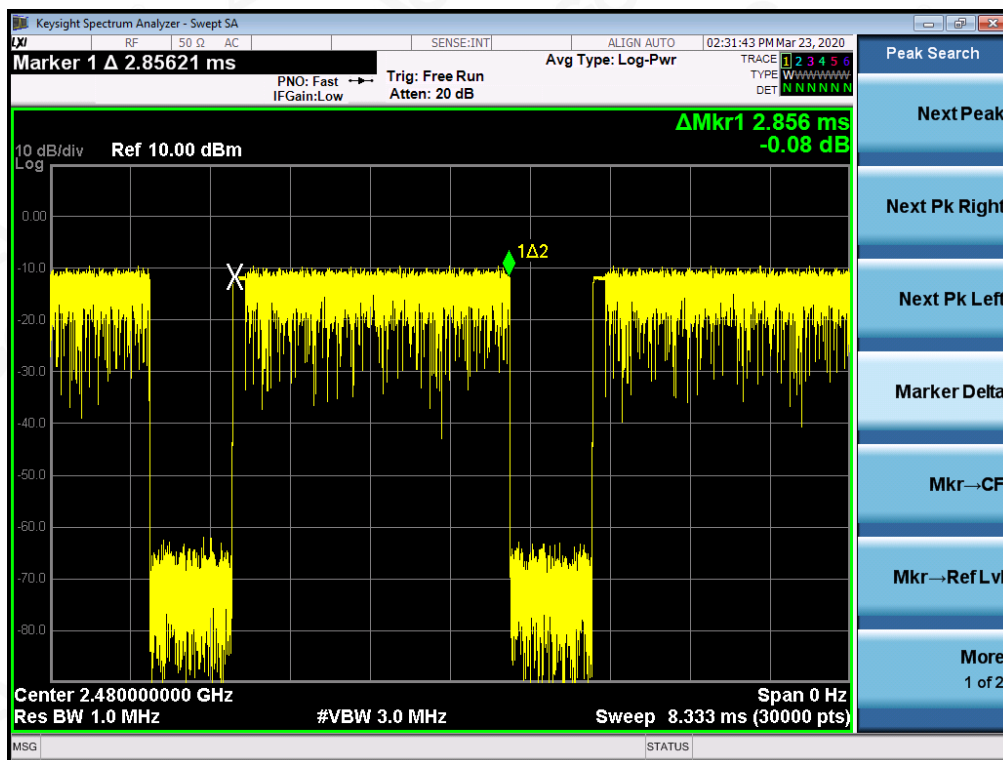 Keysight Spectrum Analyzer - Swept SA
LXI RF 50 Ω AC SENSE:INT ALIGN AUTO 02:31:43 PM Mar 23, 2020
Marker 1 Δ 2.85621 ms
PNO: Fast
IFGain:Low
Trig: Free Run
Atten: 20 dB
Avg Type: Log-Pwr
TRACE 1 2 3 4 5 6
TYPE WWWWWW
DET N N N N N N
ΔMkr1 2.856 ms
-0.08 dB
10 dB/div Ref 10.00 dBm
Log
0.00
-10.0
-20.0
-30.0
-40.0
-50.0
-60.0
-70.0
-80.0
X
1Δ2
Center 2.480000000 GHz Span 0 Hz
Res BW 1.0 MHz #VBW 3.0 MHz Sweep 8.333 ms (30000 pts)
MSG STATUS
Peak Search
Next Peak
Next Pk Right
Next Pk Left
Marker Delta
Mkr→CF
Mkr→Ref Lvl
More
1 of 2